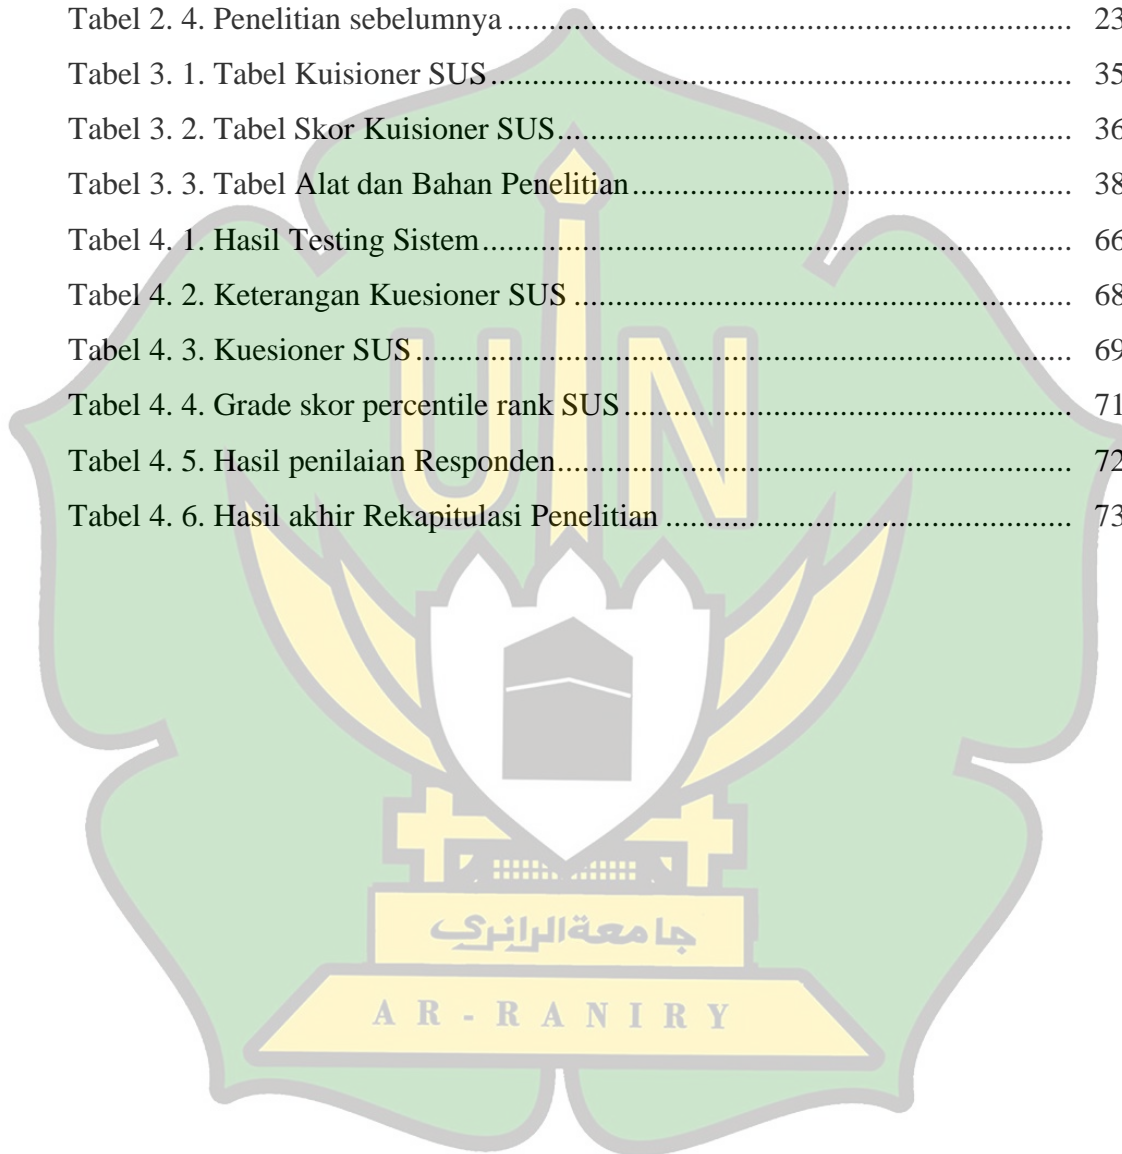 Tabel 2. 4. Penelitian sebelumnya ........................................................................ 23
Tabel 3. 1. Tabel Kuisioner SUS.......................................................................... 35
Tabel 3. 2. Tabel Skor Kuisioner SUS.................................................................. 36
Tabel 3. 3. Tabel Alat dan Bahan Penelitian......................................................... 38
Tabel 4. 1. Hasil Testing Sistem........................................................................... 66
Tabel 4. 2. Keterangan Kuesioner SUS ................................................................ 68
Tabel 4. 3. Kuesioner SUS.................................................................................... 69
Tabel 4. 4. Grade skor percentile rank SUS.......................................................... 71
Tabel 4. 5. Hasil penilaian Responden.................................................................. 72
Tabel 4. 6. Hasil akhir Rekapitulasi Penelitian ..................................................... 73
UIN
جامعة الرانري
AR-RANIRY